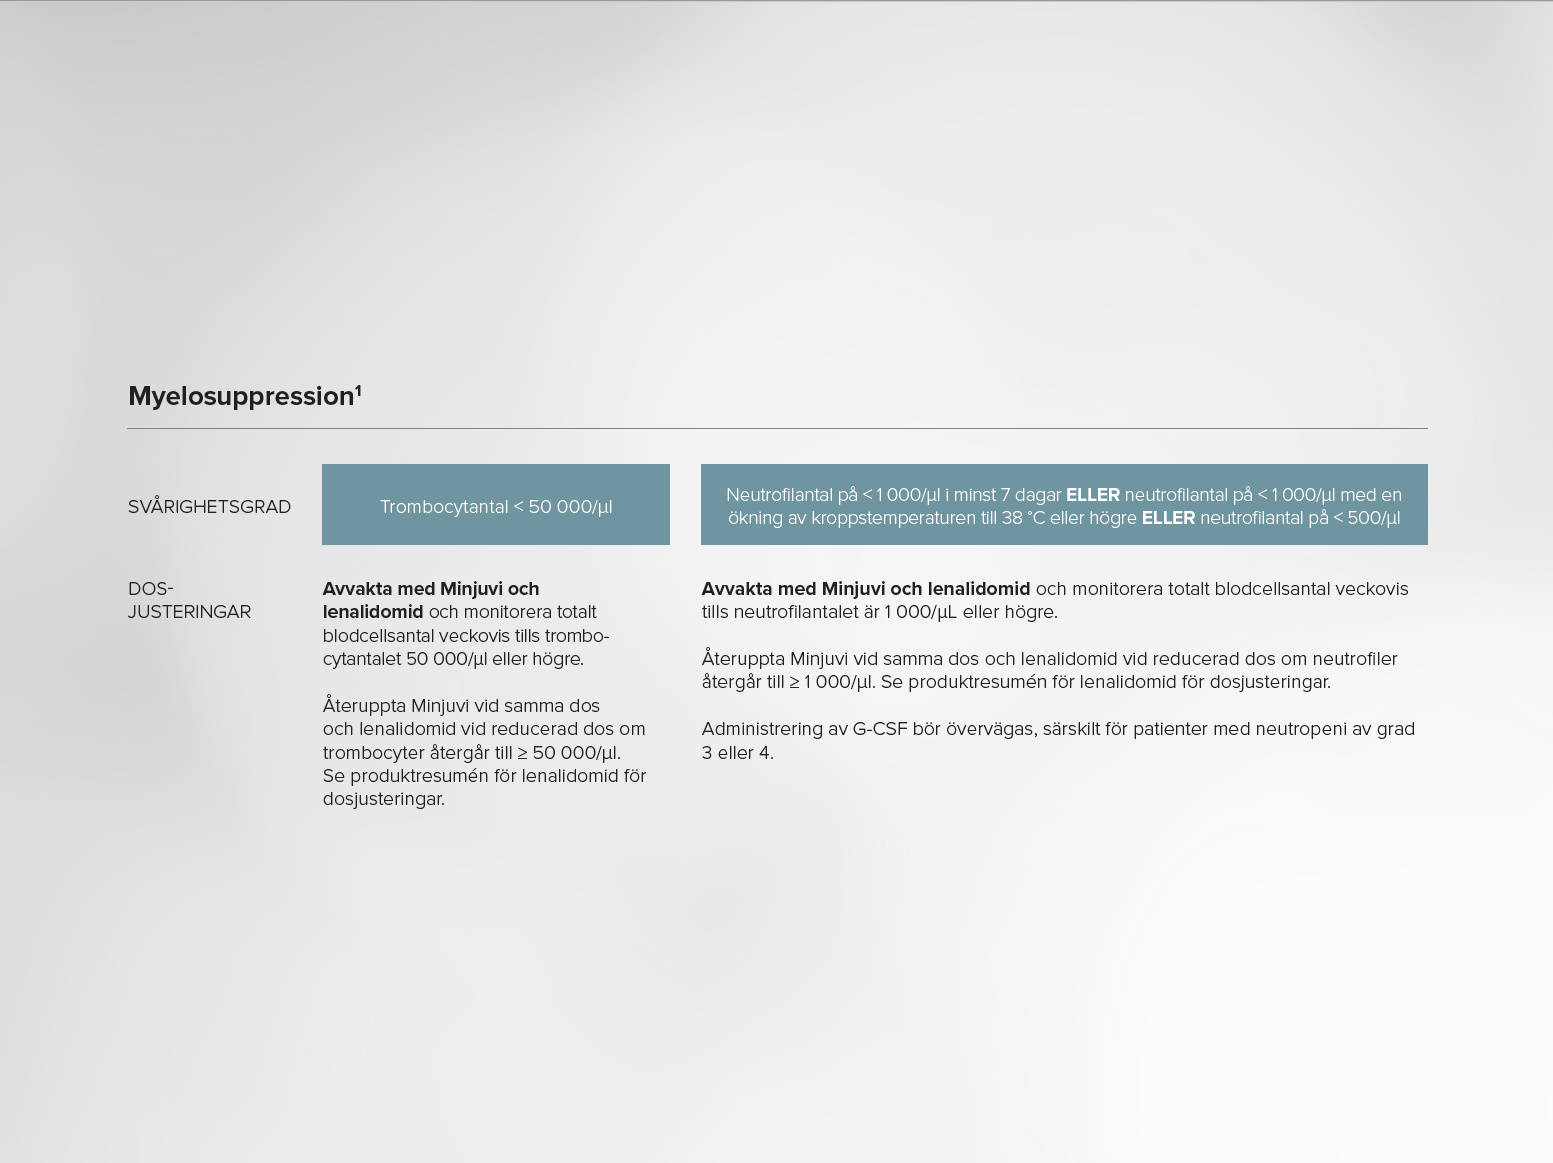 Myelosuppression¹
SVÅRIGHETSGRAD
Trombocytantal < 50 000/µl
Neutrofilantal på < 1 000/µl i minst 7 dagar ELLER neutrofilantal på < 1 000/µl med en
ökning av kroppstemperaturen till 38 °C eller högre ELLER neutrofilantal på < 500/µl
DOS-
JUSTERINGAR
Avvakta med Minjuvi och
lenalidomid och monitorera totalt
blodcellsantal veckovis tills trombo-
cytantalet 50 000/µl eller högre.
Återuppta Minjuvi vid samma dos
och lenalidomid vid reducerad dos om
trombocyter återgår till ≥ 50 000/µl.
Se produktresumén för lenalidomid för
dosjusteringar.
Avvakta med Minjuvi och lenalidomid och monitorera totalt blodcellsantal veckovis
tills neutrofilantalet är 1 000/µL eller högre.
Återuppta Minjuvi vid samma dos och lenalidomid vid reducerad dos om neutrofiler
återgår till ≥ 1 000/µl. Se produktresumén för lenalidomid för dosjusteringar.
Administrering av G-CSF bör övervägas, särskilt för patienter med neutropeni av grad
3 eller 4.